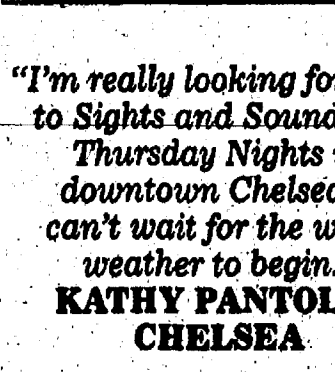 "I'm really looking fo
to Sights and Sound
Thursday Nights
downtown Chelsea
can't wait for the w
weather to begin.
KATHY PANTOL
CHELSEA